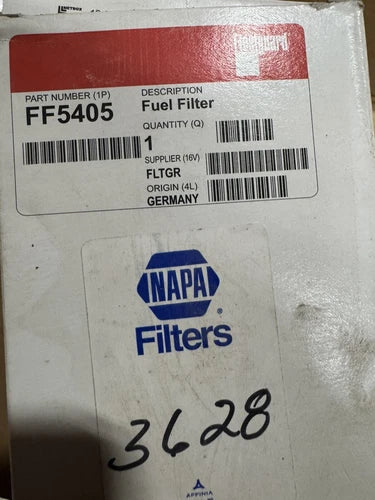 Fleetguard
PART NUMBER (1P)
FF5405
DESCRIPTION
Fuel Filter
QUANTITY (Q)
1
SUPPLIER (16V)
FLTGR
ORIGIN (4L)
GERMANY
NAPA
®
Filters
3628
AFFINIA